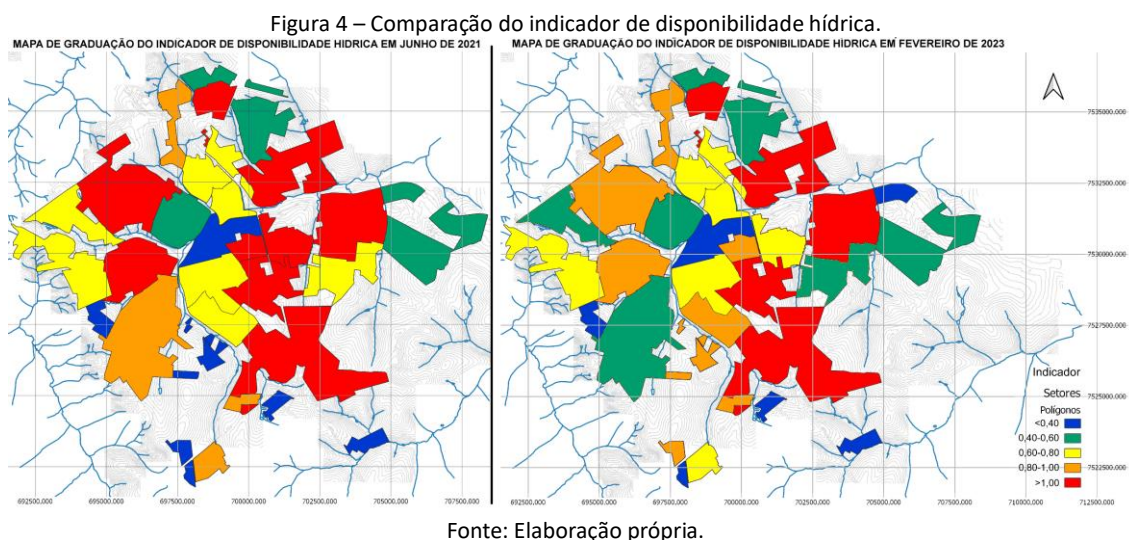 Figura 4 – Comparação do indicador de disponibilidade hídrica.
MAPA DE GRADUAÇÃO DO INDICADOR DE DISPONIBILIDADE HIDRICA EM JUNHO DE 2021
MAPA DE GRADUAÇÃO DO INDICADOR DE DISPONIBILIDADE HÍDRICA EM FEVEREIRO DE 2023
7535000.000
7532500.000
7530000.000
7527500.000
7525000.000
7522500.000
Indicador
Setores
Polígonos
<0,40
0,40-0,60
0,60-0,80
0,80-1,00
>1,00
692500.000 695000.000 697500.000 700000.000 702500.000 705000.000 707500.000
692500.000 695000.000 697500.000 700000.000 702500.000 705000.000 707500.000 710000.000 712500.000
Fonte: Elaboração própria.